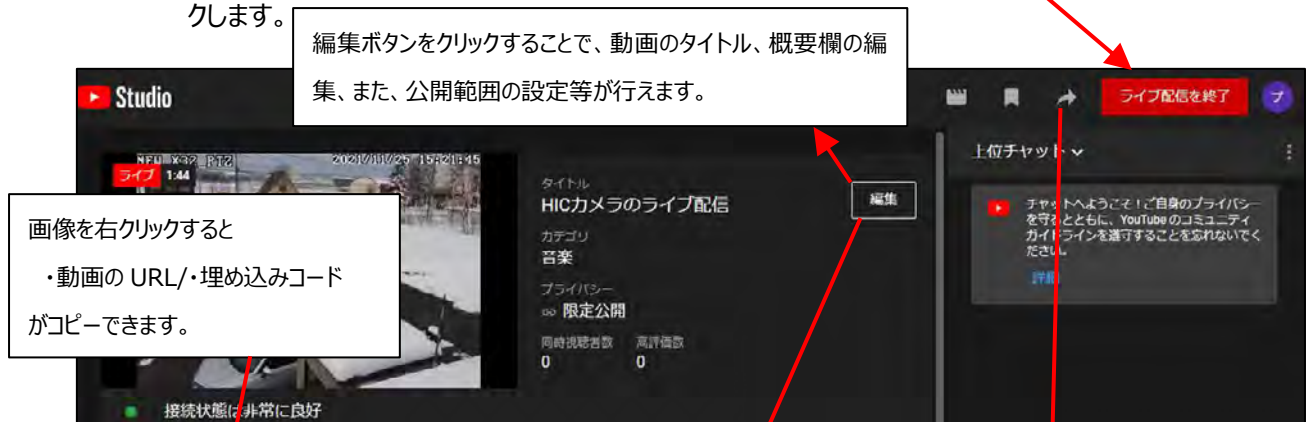 クします。
編集ボタンをクリックすることで、動画のタイトル、概要欄の編
集、また、公開範囲の設定等が行えます。
Studio
ライブ配信を終了
プ
NEW X32 PTZ
2021/11/25 15:21:45
ライブ 1:44
上位チャット
画像を右クリックすると
・動画の URL/・埋め込みコード
がコピーできます。
タイトル
HICカメラのライブ配信
編集
カテゴリ
音楽
プライバシー
限定公開
同時視聴者数 高評価数
0 0
チャットへようこそ！ご自身のプライバシー
を守るとともに、YouTube のコミュニティ
ガイドラインを遵守することを忘れないでく
ださい。
詳細
接続状態は非常に良好